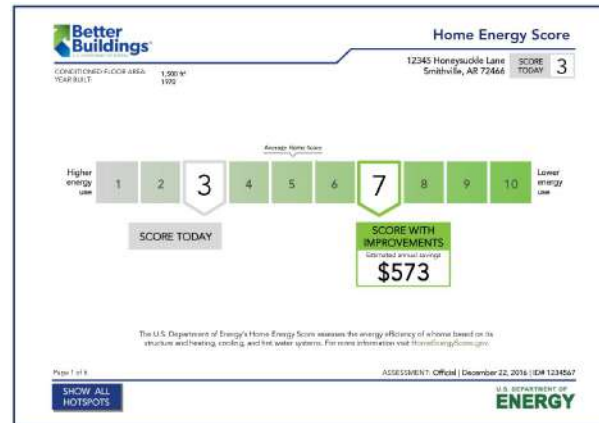 Better
Buildings®
Home Energy Score
12345 Honeysuckle Lane
Smithville, AR 72466
SCORE
TODAY
3
CONDITIONED FLOOR AREA: 1,500 ft²
YEAR BUILT: 1970
Average Home Score
Higher
energy
use
1 2 3 4 5 6 7 8 9 10
Lower
energy
use
SCORE TODAY
SCORE WITH
IMPROVEMENTS
Estimated annual savings
$573
The U.S. Department of Energy's Home Energy Score assesses the energy efficiency of a home based on its
structure and heating, cooling, and hot water systems. For more information visit HomeEnergyScore.gov.
Page 1 of
ASSESSMENT: Official | December 22, 2016 | ID# 1234567
SHOW ALL
HOTSPOTS
U.S. DEPARTMENT OF
ENERGY